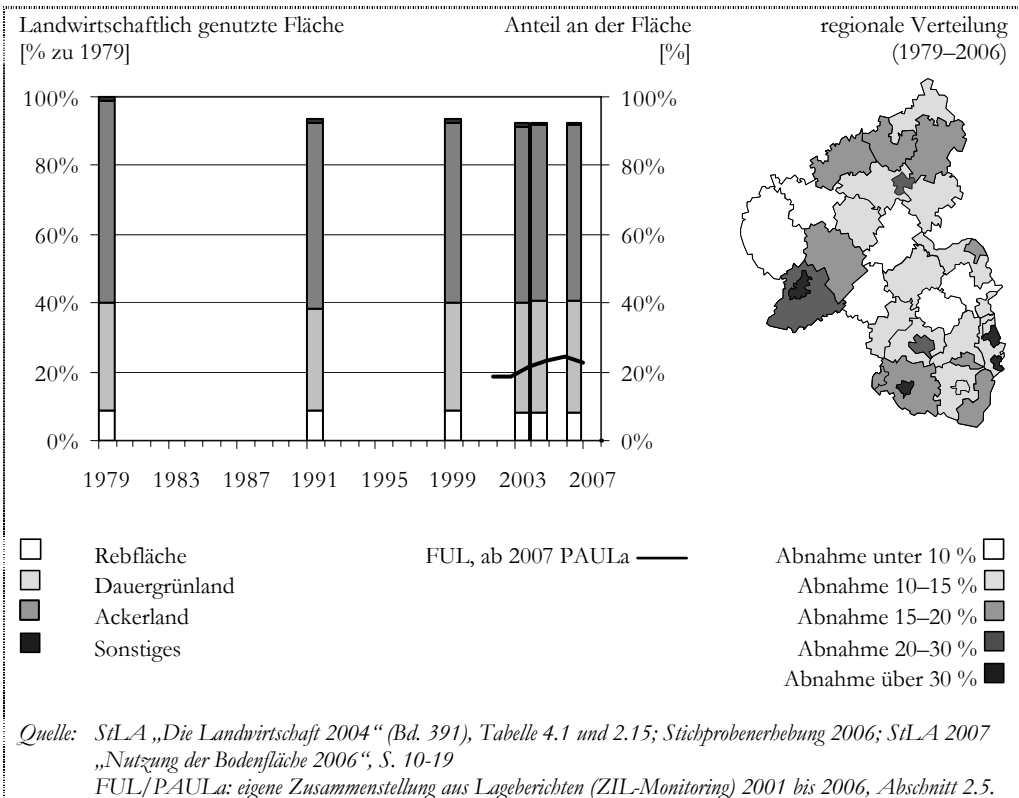 Landwirtschaftlich genutzte Fläche
[% zu 1979]
Anteil an der Fläche
[%]
regionale Verteilung
(1979–2006)
100%
80%
60%
40%
20%
0%
100%
80%
60%
40%
20%
0%
1979 1983 1987 1991 1995 1999 2003 2007
Rebfläche
Dauergrünland
Ackerland
Sonstiges
FUL, ab 2007 PAULa
Abnahme unter 10 %
Abnahme 10–15 %
Abnahme 15–20 %
Abnahme 20–30 %
Abnahme über 30 %
Quelle: StLA „Die Landwirtschaft 2004“ (Bd. 391), Tabelle 4.1 und 2.15; Stichprobenerhebung 2006; StLA 2007
„Nutzung der Bodenfläche 2006“, S. 10-19
FUL/PAULa: eigene Zusammenstellung aus Lageberichten (ZIL-Monitoring) 2001 bis 2006, Abschnitt 2.5.